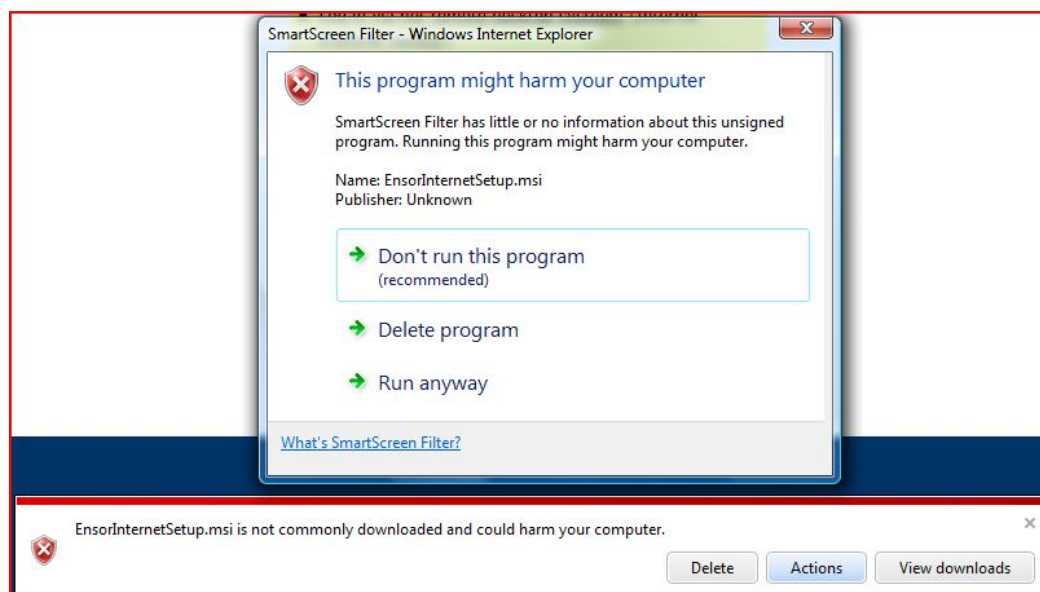 SmartScreen Filter - Windows Internet Explorer
This program might harm your computer
SmartScreen Filter has little or no information about this unsigned
program. Running this program might harm your computer.
Name: EnsorInternetSetup.msi
Publisher: Unknown
Don't run this program
(recommended)
Delete program
Run anyway
What's SmartScreen Filter?
EnsorInternetSetup.msi is not commonly downloaded and could harm your computer.
Delete
Actions
View downloads